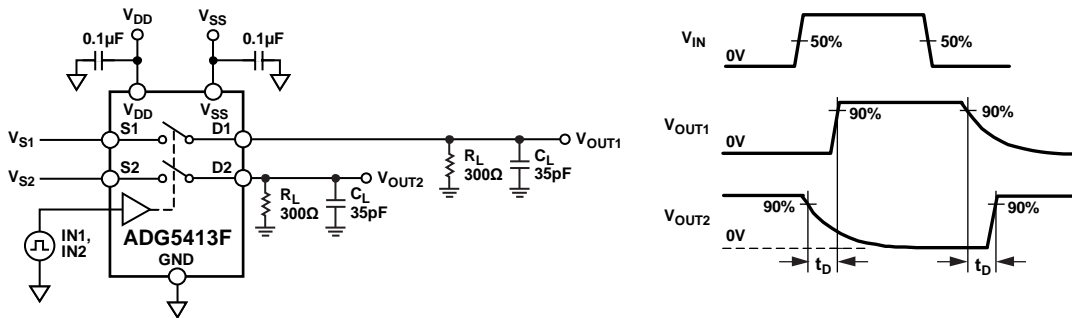 VDD VSS
0.1µF 0.1µF
VDD VSS
VS1 S1 D1 VOUT1
RL 300Ω CL 35pF
VS2 S2 D2 VOUT2
RL 300Ω CL 35pF
IN1, IN2
ADG5413F
GND
VIN 0V 50% 50%
VOUT1 0V 90% 90%
VOUT2 0V 90% 90%
tD tD